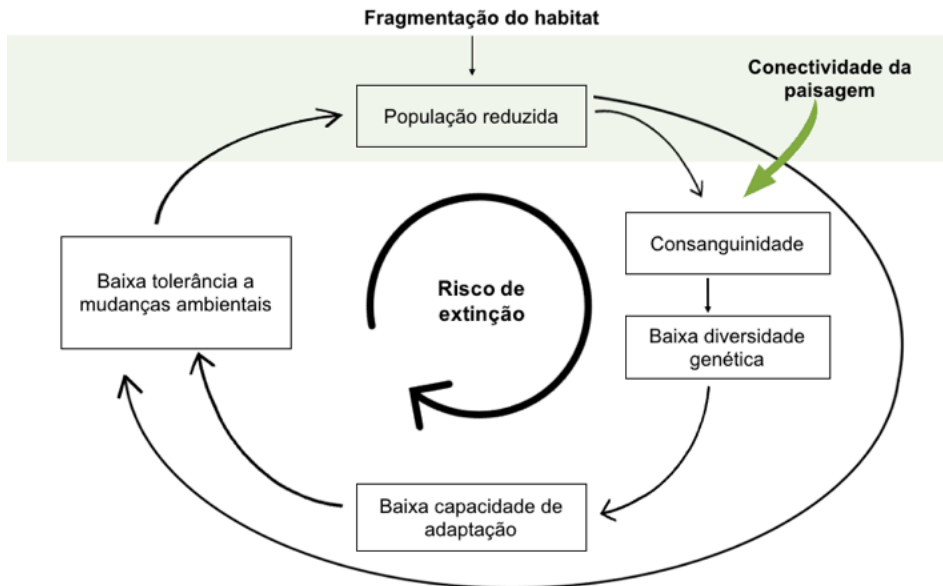 Fragmentação do habitat
Conectividade da
paisagem
População reduzida
Consanguinidade
Baixa tolerância a
mudanças ambientais
Risco de
extinção
Baixa diversidade
genética
Baixa capacidade de
adaptação